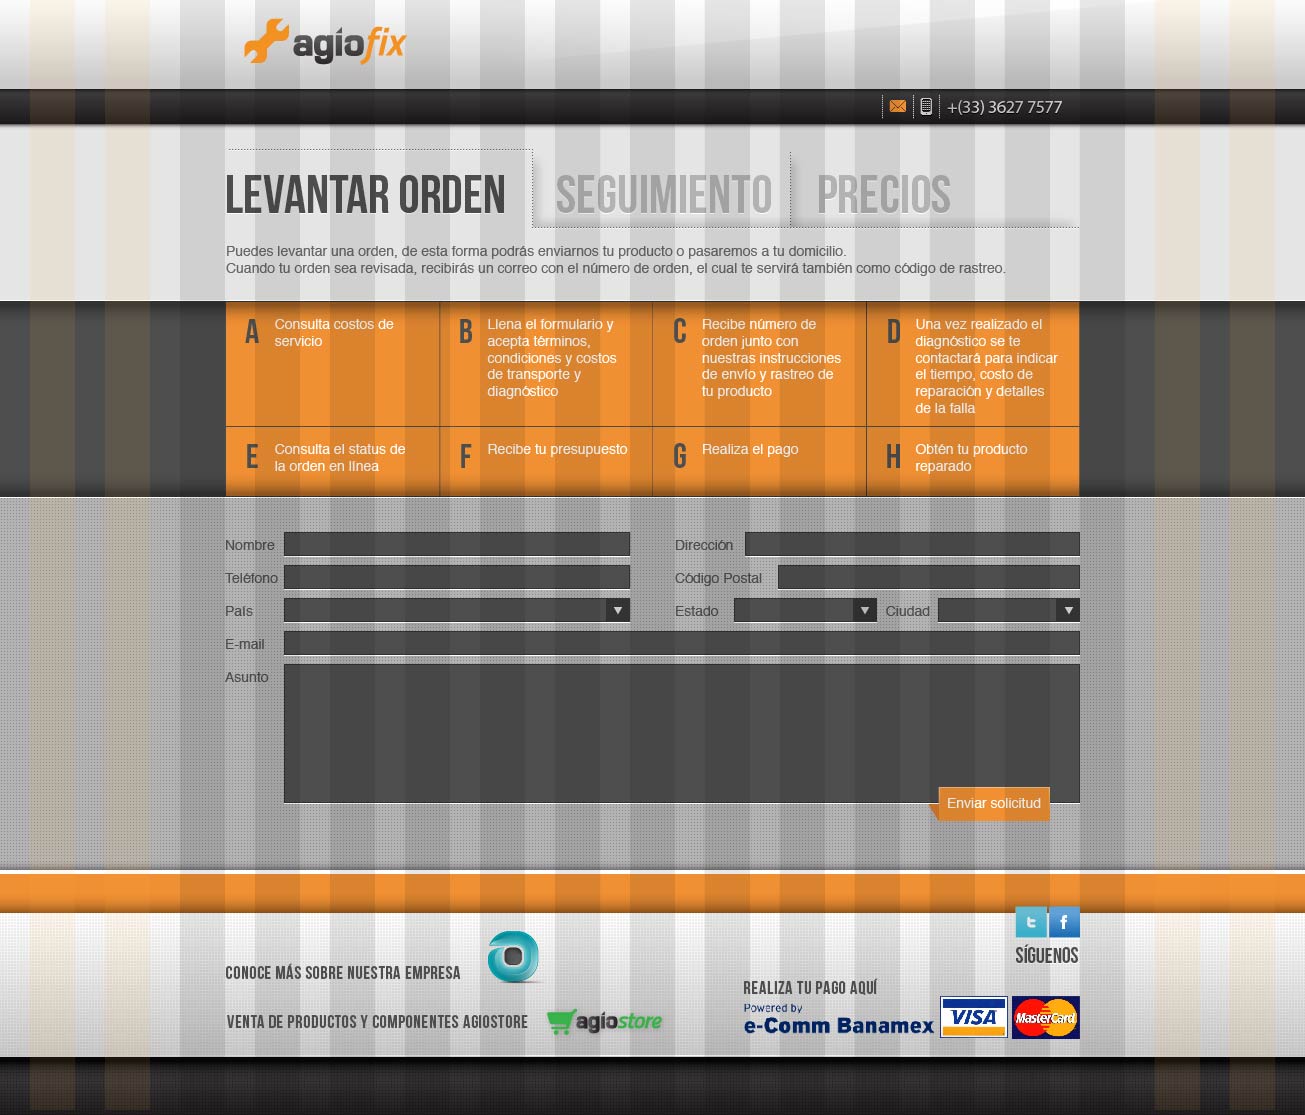 agiofix
+(33) 3627 7577
LEVANTAR ORDEN
SEGUIMIENTO
PRECIOS
Puedes levantar una orden, de esta forma podrás enviarnos tu producto o pasaremos a tu domicilio.
Cuando tu orden sea revisada, recibirás un correo con el número de orden, el cual te servirá también como código de rastreo.
A
Consulta costos de
servicio
B
Llena el formulario y
acepta términos,
condiciones y costos
de transporte y
diagnóstico
C
Recibe número de
orden junto con
nuestras instrucciones
de envío y rastreo de
tu producto
D
Una vez realizado el
diagnóstico se te
contactará para indicar
el tiempo, costo de
reparación y detalles
de la falla
E
Consulta el status de
la orden en línea
F
Recibe tu presupuesto
G
Realiza el pago
H
Obtén tu producto
reparado
Nombre
Dirección
Teléfono
Código Postal
País
Estado
Ciudad
E-mail
Asunto
Enviar solicitud
SÍGUENOS
CONOCE MÁS SOBRE NUESTRA EMPRESA
VENTA DE PRODUCTOS Y COMPONENTES AGIOSTORE
agiostore
REALIZA TU PAGO AQUÍ
Powered by
e-Comm Banamex
VISA
MasterCard